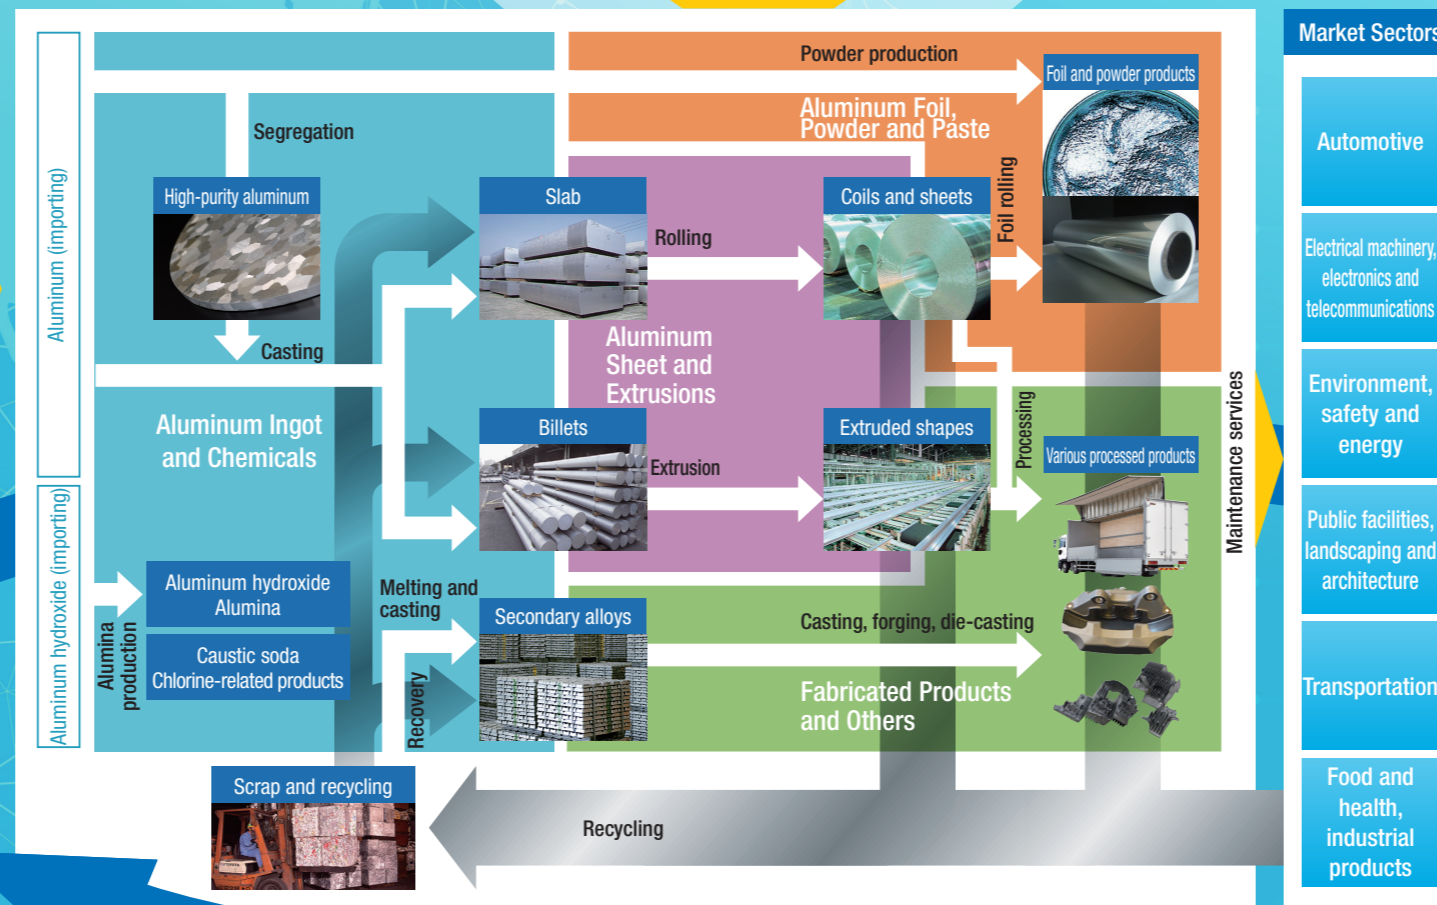 Aluminum (importing)
Aluminum hydroxide (importing)
Powder production
Aluminum Foil,
Powder and Paste
Foil and powder products
Segregation
High-purity aluminum
Slab
Rolling
Coils and sheets
Foil rolling
Casting
Aluminum
Sheet and
Extrusions
Aluminum Ingot
and Chemicals
Billets
Extrusion
Extruded shapes
Processing
Various processed products
Maintenance services
Alumina
production
Aluminum hydroxide
Alumina
Caustic soda
Chlorine-related products
Melting and
casting
Recovery
Secondary alloys
Casting, forging, die-casting
Fabricated Products
and Others
Scrap and recycling
Recycling
Market Sectors
Automotive
Electrical machinery,
electronics and
telecommunications
Environment,
safety and
energy
Public facilities,
landscaping and
architecture
Transportation
Food and
health,
industrial
products